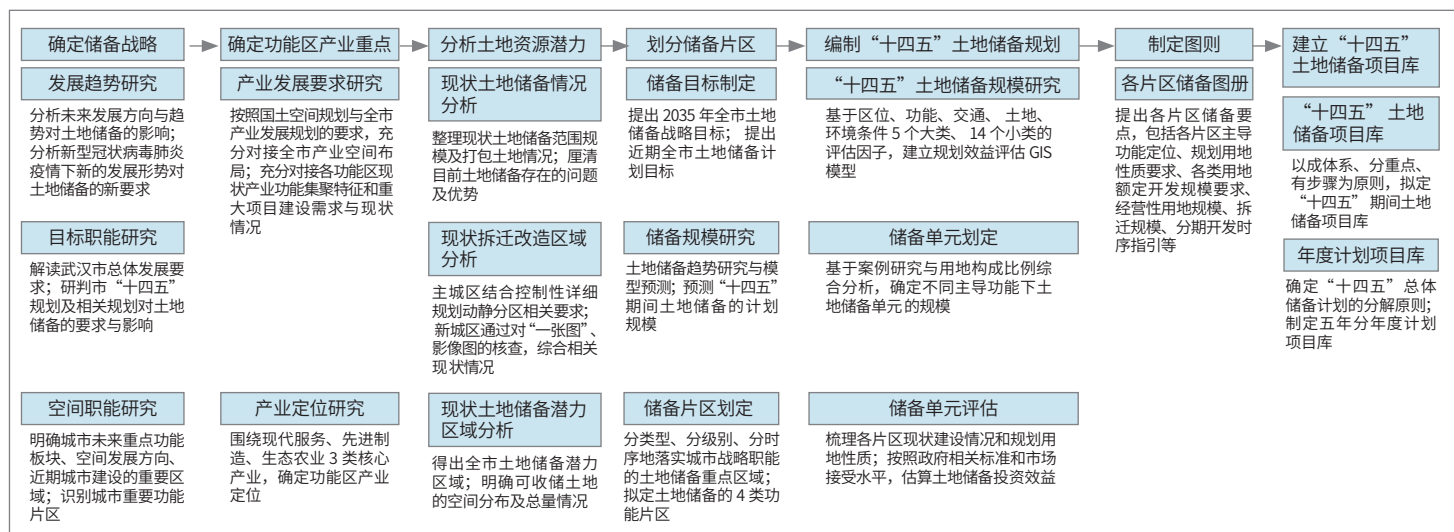 确定储备战略
发展趋势研究
分析未来发展方向与趋
势对土地储备的影响；
分析新型冠状病毒肺炎
疫情下新的发展形势对
土地储备的新要求
目标职能研究
解读武汉市总体发展要
求；研判市“十四五”
规划及相关规划对土地
储备的要求与影响
空间职能研究
明确城市未来重点功能
板块、空间发展方向、
近期城市建设的重要区
域；识别城市重要功能
片区
确定功能区产业重点
产业发展要求研究
按照国土空间规划与全市
产业发展规划的要求，充
分对接全市产业空间布
局；充分对接各功能区现
状产业功能集聚特征和重
大项目建设需求与现状
情况
产业定位研究
围绕现代服务、先进制
造、生态农业 3 类核心
产业，确定功能区产业
定位
分析土地资源潜力
现状土地储备情况
分析
整理现状土地储备范围规
模及打包土地情况；厘清
目前土地储备存在的问题
及优势
现状拆迁改造区域
分析
主城区结合控制性详细
规划动静分区相关要求；
新城区通过对“一张图”、
影像图的核查，综合相关
现状情况
现状土地储备潜力
区域分析
得出全市土地储备潜力
区域；明确可收储土地
的空间分布及总量情况
划分储备片区
储备目标制定
提出 2035 年全市土地
储备战略目标； 提出
近期全市土地储备计
划目标
储备规模研究
土地储备趋势研究与模
型预测；预测“十四五”
期间土地储备的计划
规模
储备片区划定
分类型、分级别、分时
序地落实城市战略职能
的土地储备重点区域；
拟定土地储备的 4 类功
能片区
编制“十四五”土地储备规划
“十四五”土地储备规模研究
基于区位、功能、交通、 土地、
环境条件 5 个大类、 14 个小类的
评估因子，建立规划效益评估 GIS
模型
储备单元划定
基于案例研究与用地构成比例综
合分析，确定不同主导功能下土
地储备单元的规模
储备单元评估
梳理各片区现状建设情况和规划用
地性质；按照政府相关标准和市场
接受水平，估算土地储备投资效益
制定图则
各片区储备图册
提出各片区储备要
点，包括各片区主导
功能定位、规划用地
性质要求、各类用地
额定开发规模要求、
经营性用地规模、拆
迁规模、分期开发时
序指引等
建立“十四五”
土地储备项目库
“十四五” 土地
储备项目库
以成体系、分重点、
有步骤为原则，拟定
“十四五” 期间土地
储备项目库
年度计划项目库
确定“十四五”总体
储备计划的分解原则；
制定五年分年度计划
项目库